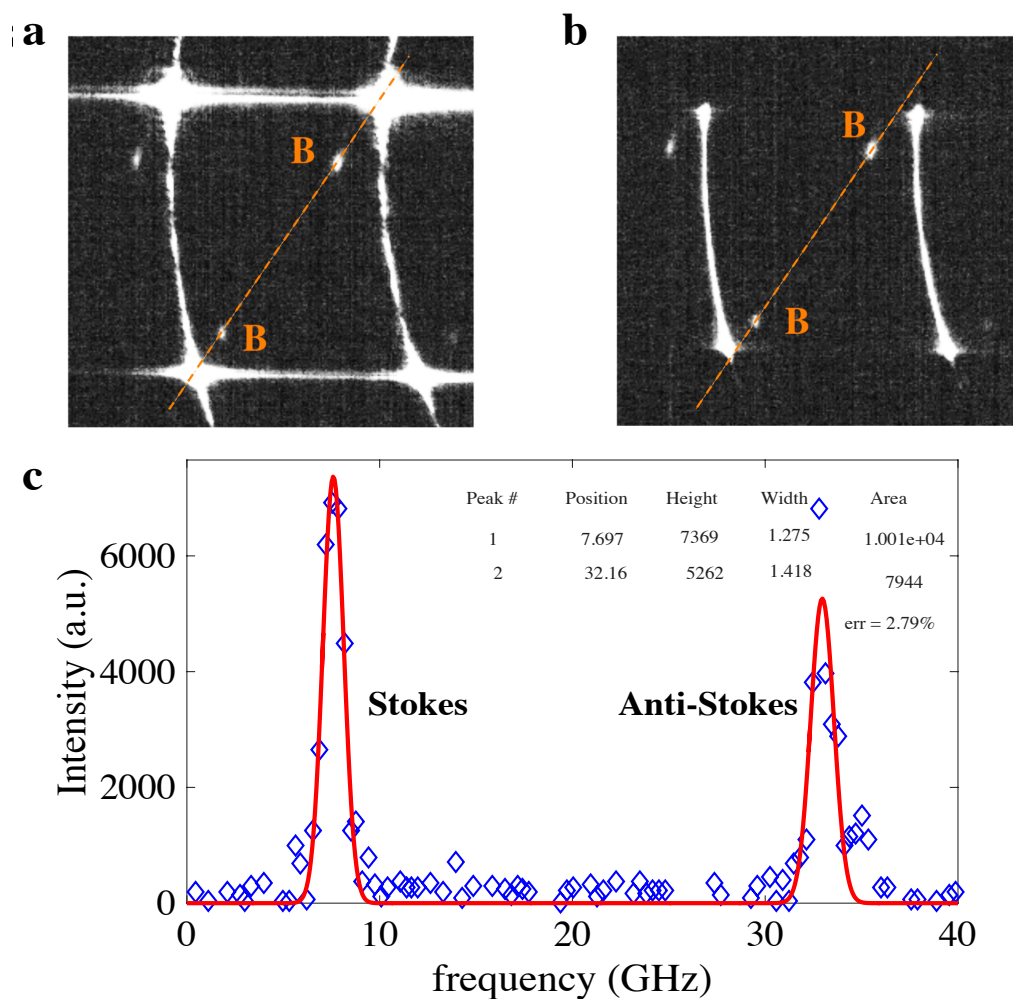 a
b
B
B
B
B
c
Peak # Position Height Width Area
1 7.697 7369 1.275 1.001e+04
2 32.16 5262 1.418 7944
err = 2.79%
Stokes
Anti-Stokes
Intensity (a.u.)
6000
4000
2000
0
0 10 20 30 40
frequency (GHz)